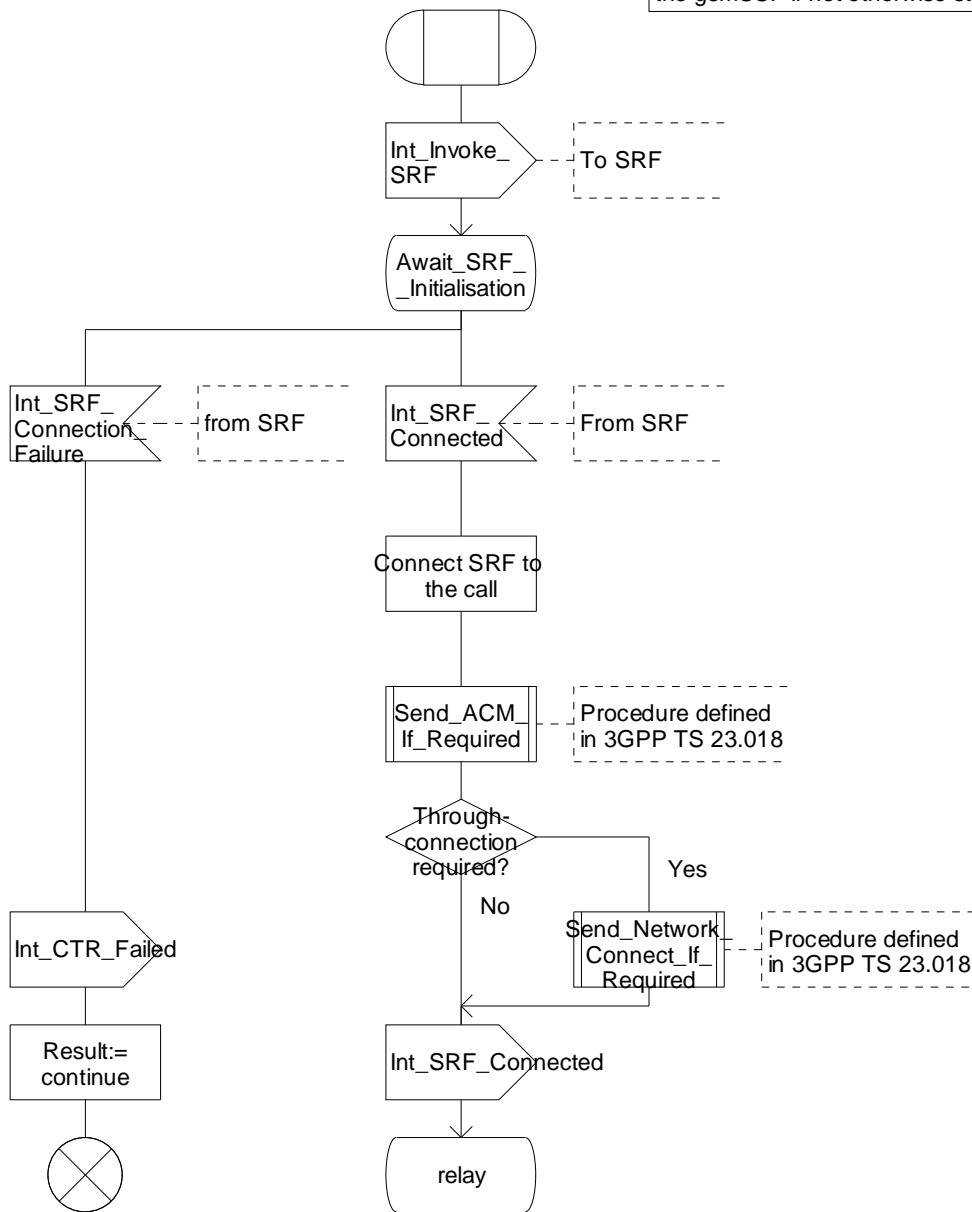 Int_Invoke_
SRF
To SRF
Await_SRF_
_Initialisation
Int_SRF_
Connection_
Failure
from SRF
Int_SRF_
Connected
From SRF
Connect SRF to
the call
Send_ACM_
If_Required
Procedure defined
in 3GPP TS 23.018
Through-
connection
required?
Yes
No
Int_CTR_Failed
Send_Network_
Connect_If_
Required
Procedure defined
in 3GPP TS 23.018
Result:=
continue
Int_SRF_Connected
relay